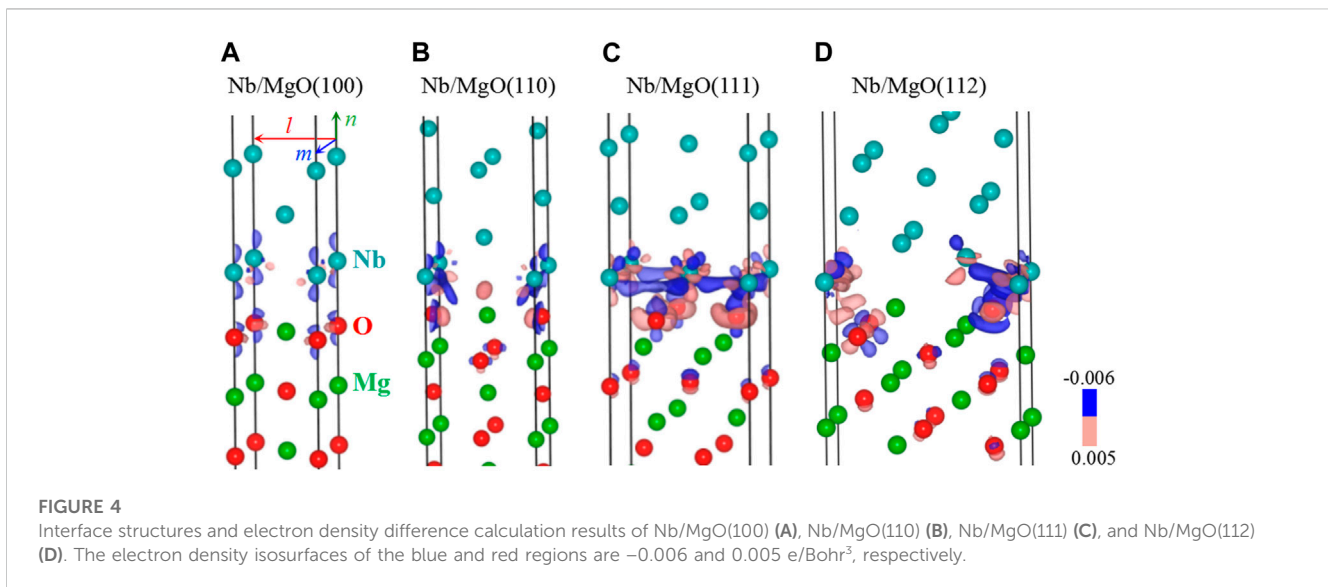 A
B
C
D
Nb/MgO(100)
Nb/MgO(110)
Nb/MgO(111)
Nb/MgO(112)
n
l
m
Nb
O
Mg
-0.006
0.005
FIGURE 4
Interface structures and electron density difference calculation results of Nb/MgO(100) (A), Nb/MgO(110) (B), Nb/MgO(111) (C), and Nb/MgO(112)
(D). The electron density isosurfaces of the blue and red regions are −0.006 and 0.005 e/Bohr³, respectively.